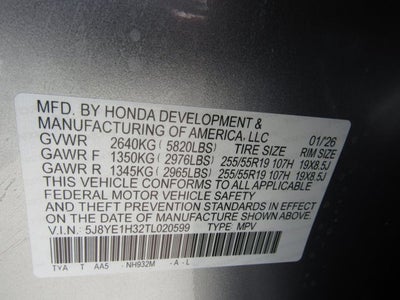 MFD. BY HONDA DEVELOPMENT &
MANUFACTURING OF AMERICA, LLC 01/26
GVWR 2640KG ( 5820LBS) TIRE SIZE RIM SIZE
GAWR F 1350KG ( 2976LBS) 255/55R19 107H 19X8.5J
GAWR R 1345KG ( 2965LBS) 255/55R19 107H 19X8.5J
THIS VEHICLE CONFORMS TO ALL APPLICABLE
FEDERAL MOTOR VEHICLE SAFETY
AND THEFT PREVENTION STANDARDS IN EFFECT
ON THE DATE OF MANUFACTURE SHOWN ABOVE.
V.I.N. 5J8YE1H32TL020599 TYPE MPV
TYA T AA5 NH932M - A - L